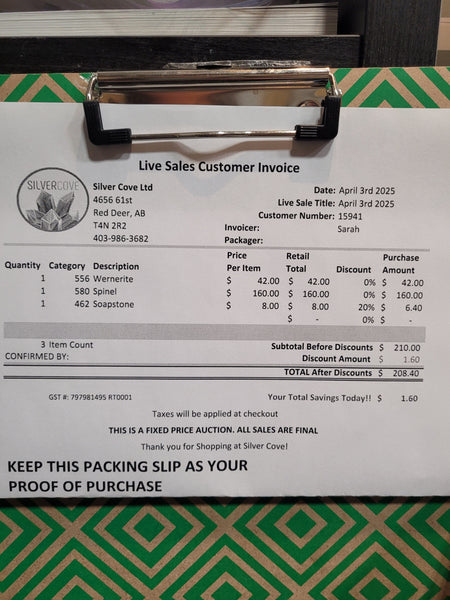 Live Sales Customer Invoice
SILVERCOVE
Silver Cove Ltd
4656 61st
Red Deer, AB
T4N 2R2
403-986-3682
Date: April 3rd 2025
Live Sale Title: April 3rd 2025
Customer Number: 15941
Invoicer: Sarah
Packager:
Quantity Category Description Price Per Item Retail Total Discount Purchase Amount
1 556 Wernerite $ 42.00 $ 42.00 0% $ 42.00
1 580 Spinel $ 160.00 $ 160.00 0% $ 160.00
1 462 Soapstone $ 8.00 $ 8.00 20% $ 6.40
$ - 0% $ -
3 Item Count Subtotal Before Discounts $ 210.00
CONFIRMED BY: Discount Amount $ 1.60
TOTAL After Discounts $ 208.40
GST #: 797981495 RT0001 Your Total Savings Today!! $ 1.60
Taxes will be applied at checkout
THIS IS A FIXED PRICE AUCTION. ALL SALES ARE FINAL
Thank you for Shopping at Silver Cove!
KEEP THIS PACKING SLIP AS YOUR
PROOF OF PURCHASE